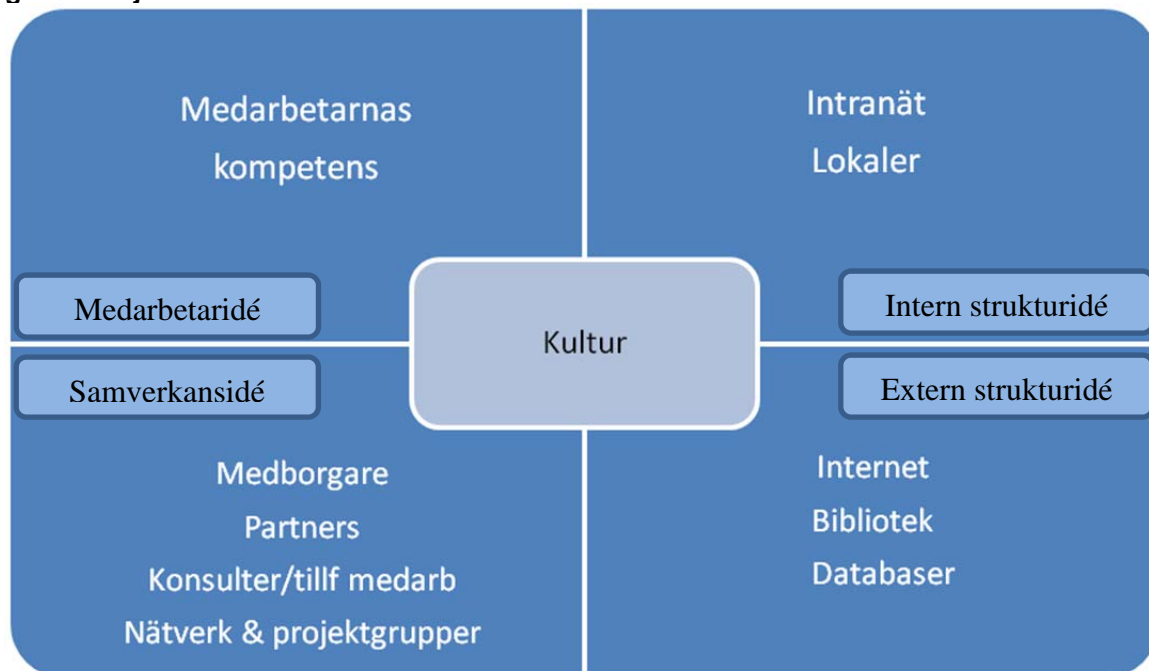 Medarbetarnas
kompetens
Intranät
Lokaler
Medarbetaridé
Intern strukturidé
Kultur
Samverkansidé
Extern strukturidé
Medborgare
Partners
Konsulter/tillf medarb
Nätverk & projektgrupper
Internet
Bibliotek
Databaser